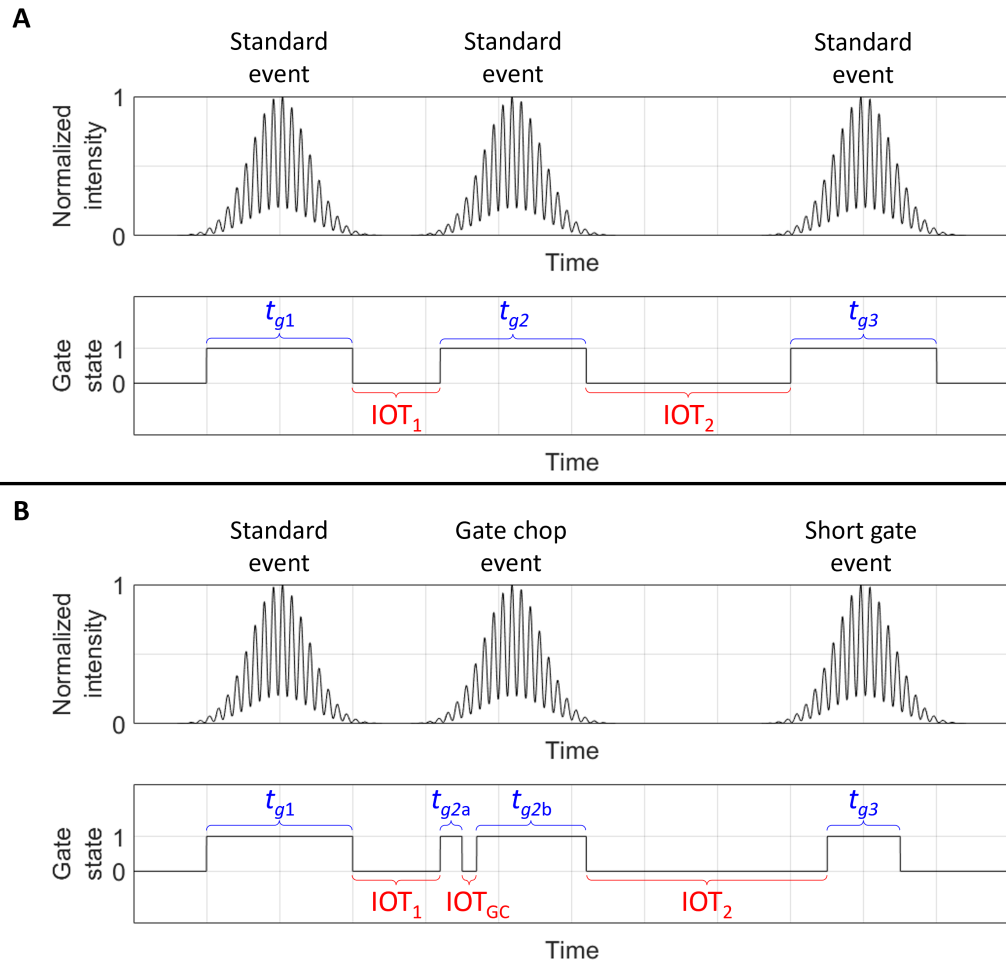 A
Standard event
Standard event
Standard event
Normalized intensity
1
0
Time
t_g1
t_g2
t_g3
Gate state
1
0
IOT_1
IOT_2
Time
B
Standard event
Gate chop event
Short gate event
Normalized intensity
1
0
Time
t_g1
t_g2a
t_g2b
t_g3
Gate state
1
0
IOT_1
IOT_GC
IOT_2
Time